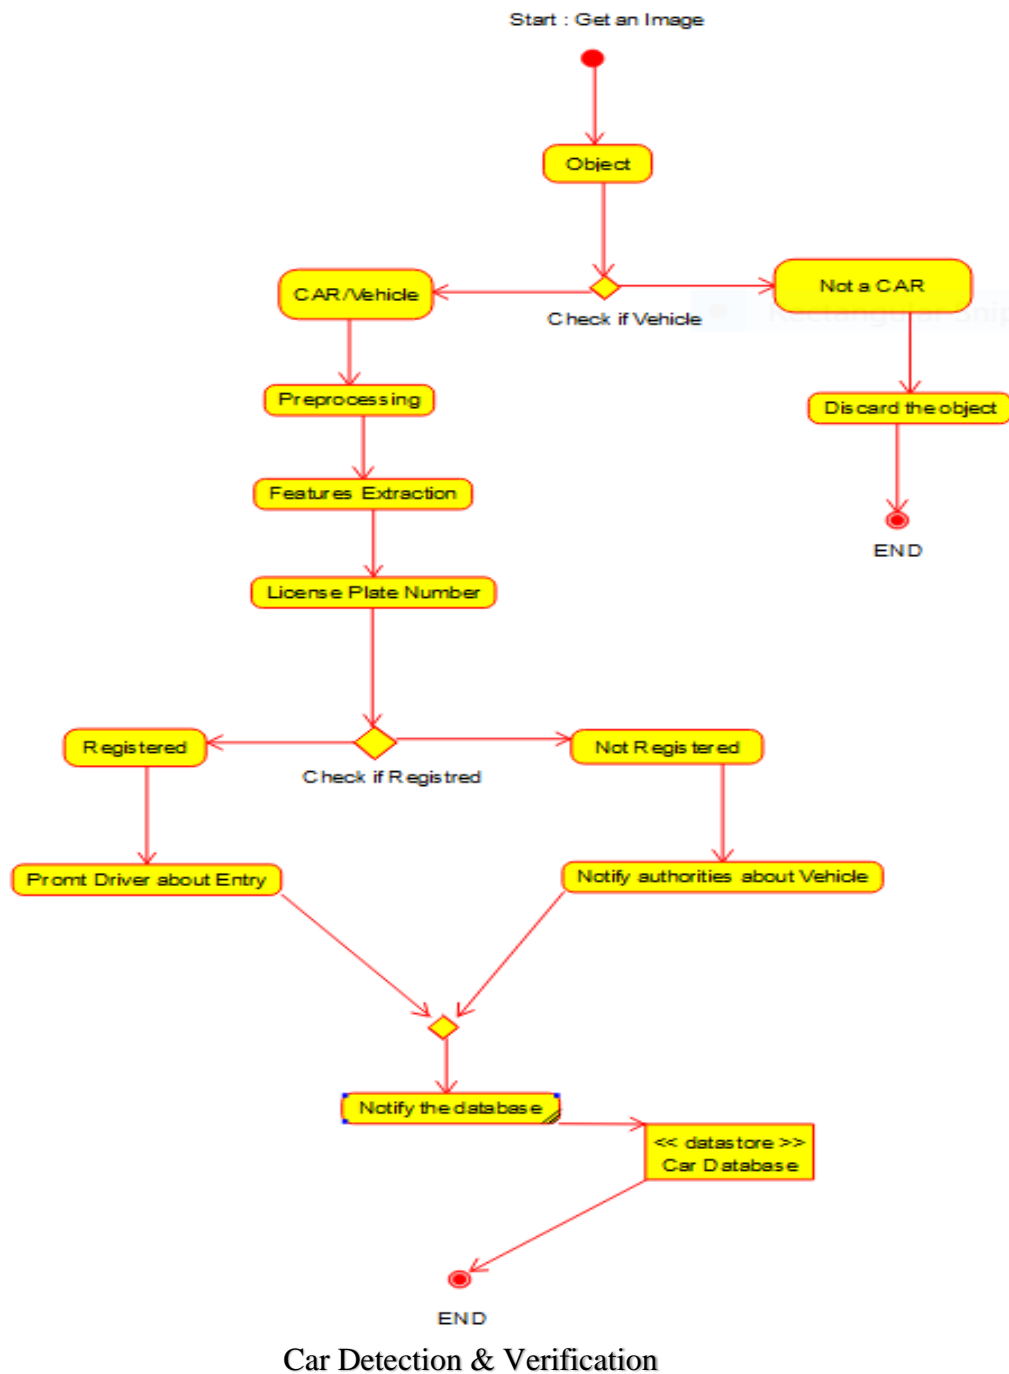 Start : Get an Image
Object
CAR/Vehicle
Not a CAR
Check if Vehicle
Rectangular Snip
Preprocessing
Discard the object
Features Extraction
END
License Plate Number
Registered
Not Registered
Check if Registred
Promt Driver about Entry
Notify authorities about Vehicle
Notify the database
<< datastore >>
Car Database
END
Car Detection & Verification